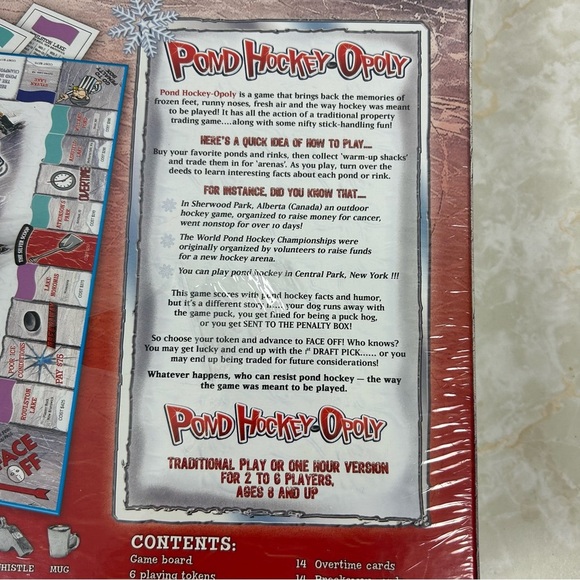 POND HOCKEY-OPOLY
Pond Hockey-Opoly is a game that brings back the memories of
frozen feet, runny noses, fresh air and the way hockey was meant
to be played! It has all the action of a traditional property
trading game....along with some nifty stick-handling fun!
HERE'S A QUICK IDEA OF HOW TO PLAY....
Buy your favorite ponds and rinks, then collect 'warm-up shacks'
and trade them in for 'arenas'. As you play, turn over the
deeds to learn interesting facts about each pond or rink.
FOR INSTANCE, DID YOU KNOW THAT....
In Sherwood Park, Alberta (Canada) an outdoor
hockey game, organized to raise money for cancer,
went nonstop for over 10 days!
The World Pond Hockey Championships were
originally organized by volunteers to raise funds
for a new hockey arena.
You can play pond hockey in Central Park, New York !!!
This game scores with pond hockey facts and humor,
but it's a different story when your dog runs away with
the game puck, you get fined for being a puck hog,
or you get SENT TO THE PENALTY BOX!
So choose your token and advance to FACE OFF! Who knows?
You may get lucky and end up with the 1st DRAFT PICK...... or you
may end up being traded for future considerations!
Whatever happens, who can resist pond hockey — the way
the game was meant to be played.
POND HOCKEY-OPOLY
TRADITIONAL PLAY OR ONE HOUR VERSION
FOR 2 TO 6 PLAYERS,
AGES 8 AND UP
CONTENTS:
Game board
6 playing tokens
14 Overtime cards
14
WHISTLE
MUG
OVERTIME
THE SILVER SHOVEL
POOR ICE
CONDITIONS
PAY \$75
ROULSTON
LAKE
FACE
OFF